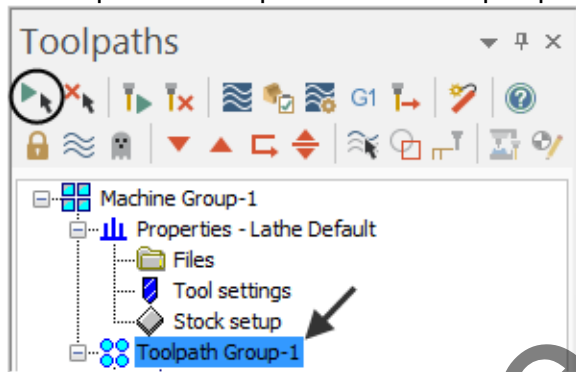 Toolpaths
G1
Machine Group-1
Properties - Lathe Default
Files
Tool settings
Stock setup
Toolpath Group-1